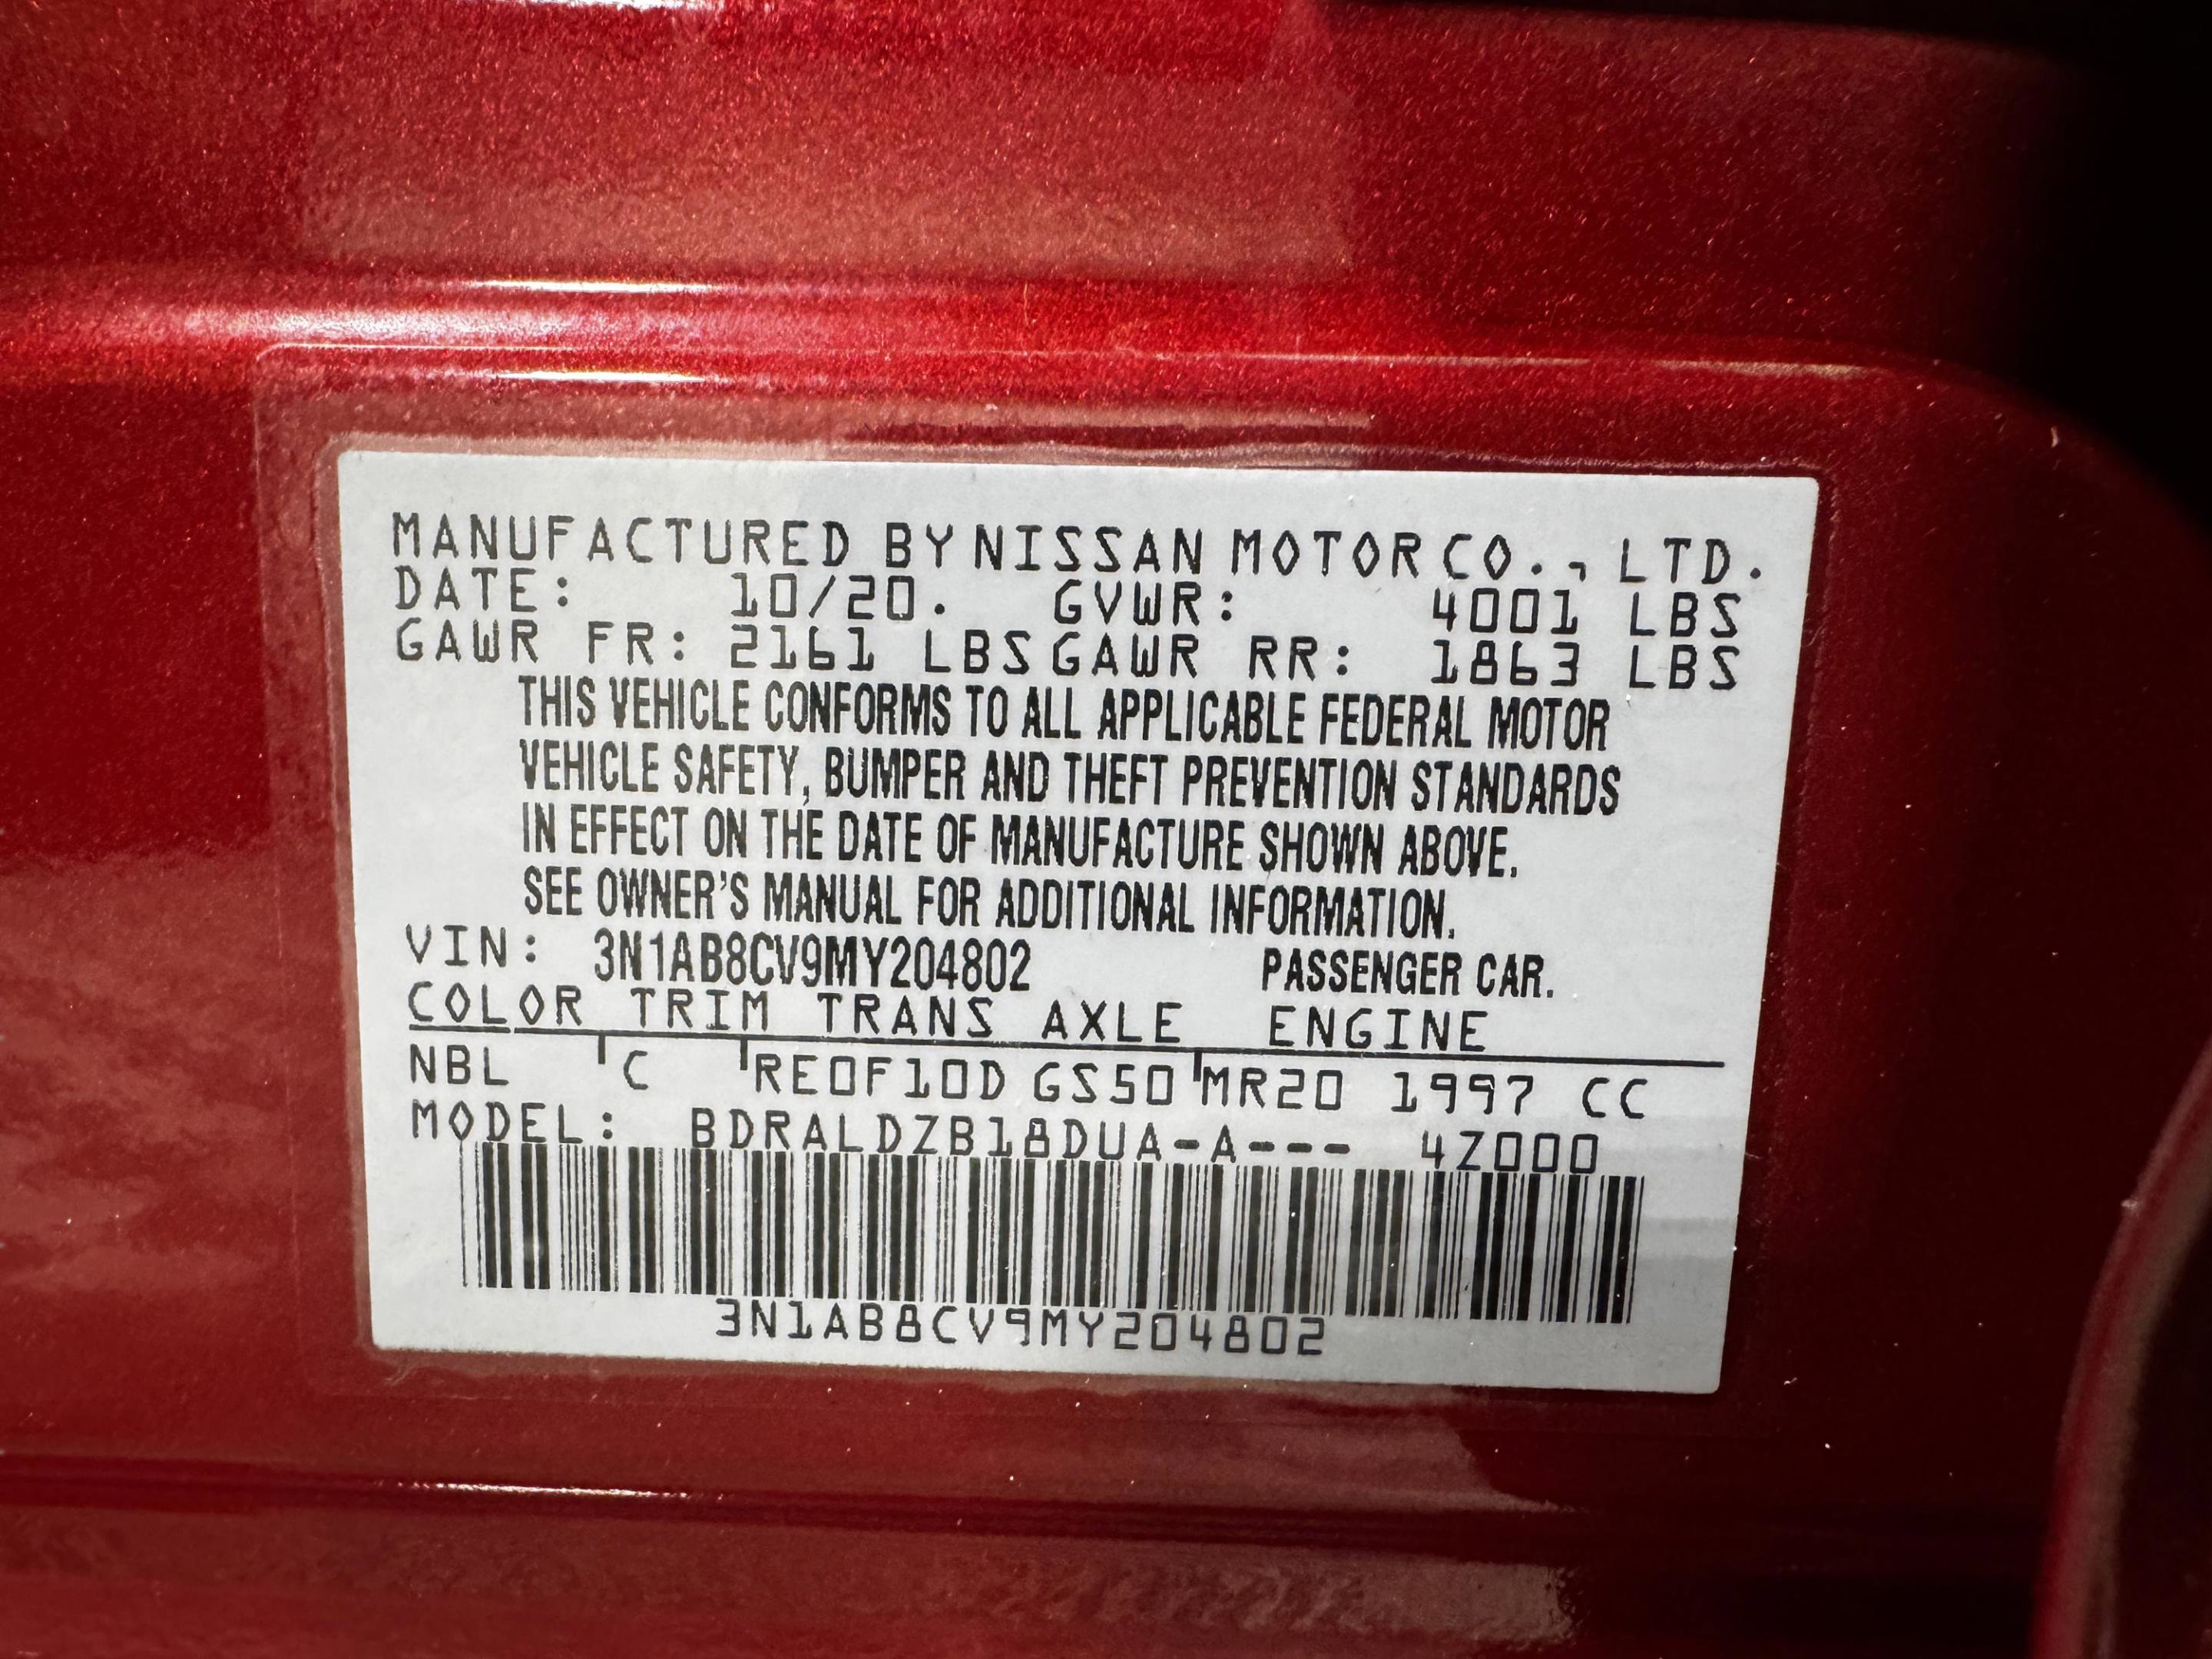 MANUFACTURED BY NISSAN MOTOR CO., LTD.
DATE: 10/20. GVWR: 4001 LBS
GAWR FR: 2161 LBS GAWR RR: 1863 LBS
THIS VEHICLE CONFORMS TO ALL APPLICABLE FEDERAL MOTOR
VEHICLE SAFETY, BUMPER AND THEFT PREVENTION STANDARDS
IN EFFECT ON THE DATE OF MANUFACTURE SHOWN ABOVE.
SEE OWNER'S MANUAL FOR ADDITIONAL INFORMATION.
VIN: 3N1AB8CV9MY204802 PASSENGER CAR.
COLOR TRIM TRANS AXLE ENGINE
NBL C RE0F10D GS50 MR20 1997 CC
MODEL: BDRALDZB18DUA-A--- 4Z000
3N1AB8CV9MY204802